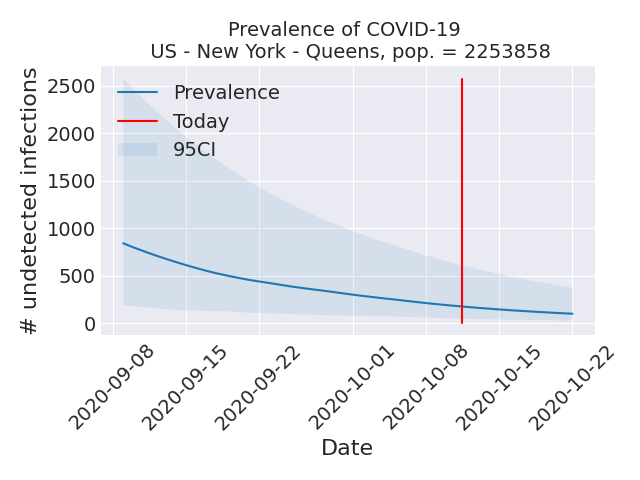 Prevalence of COVID-19
US - New York - Queens, pop. = 2253858
# undetected infections
2500
2000
1500
1000
500
0
Prevalence
Today
95CI
2020-09-08
2020-09-15
2020-09-22
2020-10-01
2020-10-08
2020-10-15
2020-10-22
Date